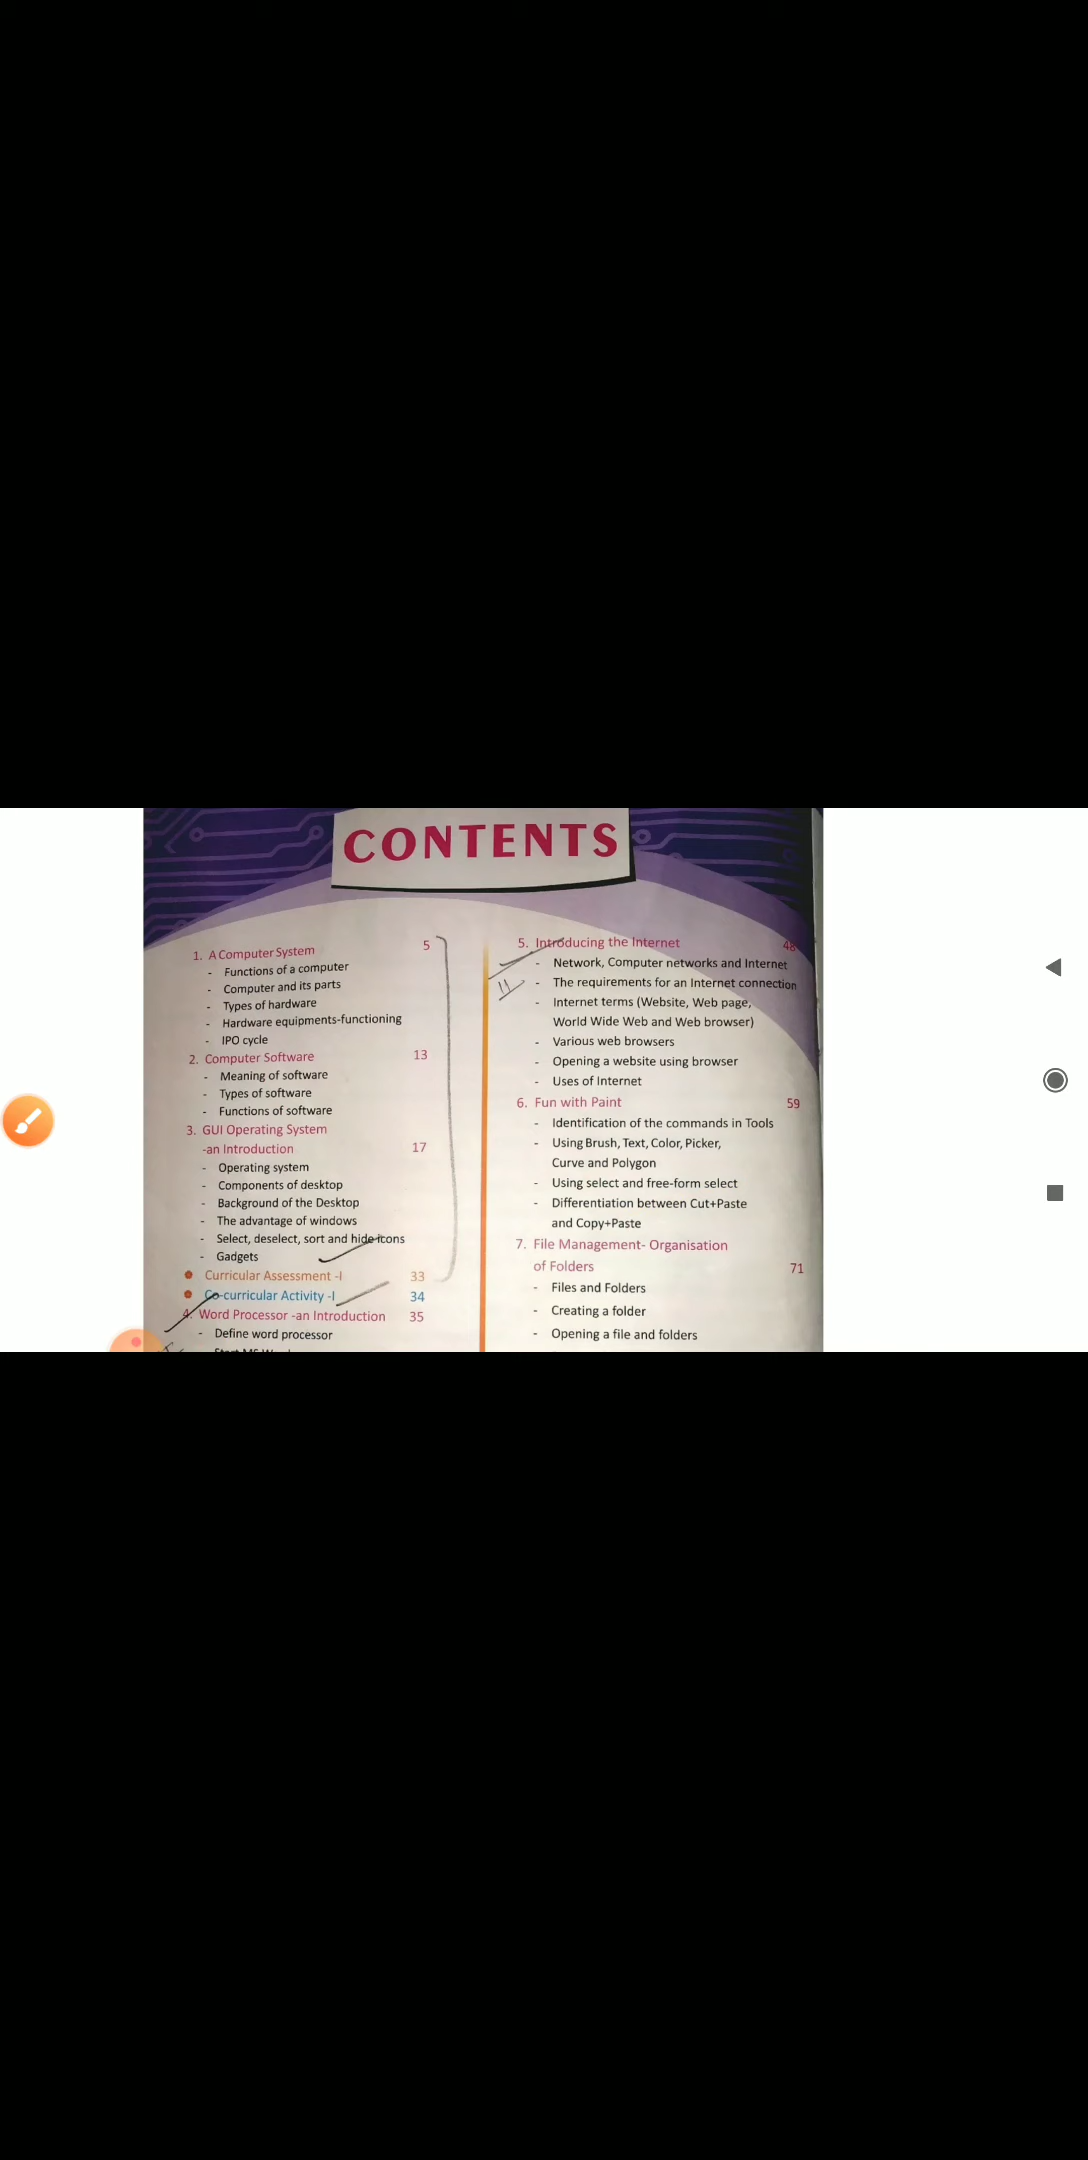 CONTENTS
1. A Computer System 5
- Functions of a computer
- Computer and its parts
- Types of hardware
- Hardware equipments-functioning
- IPO cycle
2. Computer Software 13
- Meaning of software
- Types of software
- Functions of software
3. GUI Operating System
-an Introduction 17
- Operating system
- Components of desktop
- Background of the Desktop
- The advantage of windows
- Select, deselect, sort and hide icons
- Gadgets
Curricular Assessment -I 33
Co-curricular Activity -I 34
4. Word Processor -an Introduction 35
- Define word processor
5. Introducing the Internet 48
- Network, Computer networks and Internet
- The requirements for an Internet connection
- Internet terms (Website, Web page,
World Wide Web and Web browser)
- Various web browsers
- Opening a website using browser
- Uses of Internet
6. Fun with Paint 59
- Identification of the commands in Tools
- Using Brush, Text, Color, Picker,
Curve and Polygon
- Using select and free-form select
- Differentiation between Cut+Paste
and Copy+Paste
7. File Management- Organisation
of Folders 71
- Files and Folders
- Creating a folder
- Opening a file and folders